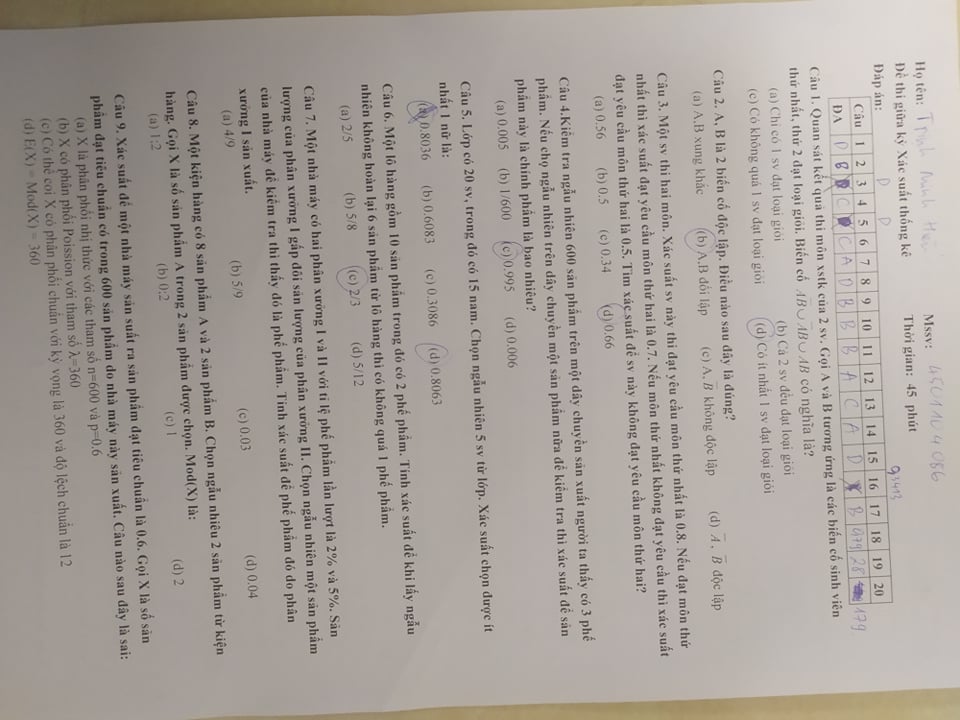 Họ tên: Trịnh Minh Hiếu Mssv: 4501104086
Đề thi giữa kỳ Xác suất thống kê Thời gian: 45 phút
Đáp án: D D 0,3413
Câu 1 2 3 4 5 6 7 8 9 10 11 12 13 14 15 16 17 18 19 20
ĐA D B C C A D B B B A C A D B 979 28 179
Câu 1. Quan sát kết quả thi môn xstk của 2 sv. Gọi A và B tương ứng là các biến cố sinh viên
thứ nhất, thứ 2 đạt loại giỏi. Biến cố AB̅ ∪ A̅B ∪ AB có nghĩa là?
(a) Chỉ có 1 sv đạt loại giỏi (b) Cả 2 sv đều đạt loại giỏi
(c) Có không quá 1 sv đạt loại giỏi (d) Có ít nhất 1 sv đạt loại giỏi
Câu 2. A, B là 2 biến cố độc lập. Điều nào sau đây là đúng?
(a) A,B xung khắc (b) A,B đối lập (c) A, B̅ không độc lập (d) A̅, B̅ độc lập
Câu 3. Một sv thi hai môn. Xác suất sv này thi đạt yêu cầu môn thứ nhất là 0.8. Nếu đạt môn thứ
nhất thì xác suất đạt yêu cầu môn thứ hai là 0.7. Nếu môn thứ nhất không đạt yêu cầu thì xác suất
đạt yêu cầu môn thứ hai là 0.5. Tìm xác suất để sv này không đạt yêu cầu môn thứ hai?
(a) 0.56 (b) 0.5 (c) 0.34 (d) 0.66
Câu 4.Kiểm tra ngẫu nhiên 600 sản phẩm trên một dây chuyền sản xuất người ta thấy có 3 phế
phẩm. Nếu chọ ngẫu nhiên trên dây chuyền một sản phẩm nữa để kiểm tra thì xác suất để sản
phẩm này là chính phẩm là bao nhiêu?
(a) 0.005 (b) 1/600 (c) 0.995 (d) 0.006
Câu 5. Lớp có 20 sv, trong đó có 15 nam. Chọn ngẫu nhiên 5 sv từ lớp. Xác suất chọn được ít
nhất 1 nữ là:
(a) 0.8036 (b) 0.6083 (c) 0.3086 (d) 0.8063
Câu 6. Một lô hàng gồm 10 sản phẩm trong đó có 2 phế phẩm. Tính xác suất để khi lấy ngẫu
nhiên không hoàn lại 6 sản phẩm từ lô hàng thì có không quá 1 phế phẩm.
(a) 2/5 (b) 5/8 (c) 2/3 (d) 5/12
Câu 7. Một nhà máy có hai phân xưởng I và II với tỉ lệ phế phẩm lần lượt là 2% và 5%. Sản
lượng của phân xưởng I gấp đôi sản lượng của phân xưởng II. Chọn ngẫu nhiên một sản phẩm
của nhà máy để kiểm tra thì thấy đó là phế phẩm. Tính xác suất để phế phẩm đó do phân
xưởng I sản xuất.
(a) 4/9 (b) 5/9 (c) 0.03 (d) 0.04
Câu 8. Một kiện hàng có 8 sản phẩm A và 2 sản phẩm B. Chọn ngẫu nhiêu 2 sản phẩm từ kiện
hàng. Gọi X là số sản phẩm A trong 2 sản phẩm được chọn. Mod(X) là:
(a) 1;2 (b) 0;2 (c) 1 (d) 2
Câu 9. Xác suất để một nhà máy sản suất ra sản phẩm đạt tiêu chuẩn là 0.6. Gọi X là số sản
phẩm đạt tiêu chuẩn có trong 600 sản phẩm do nhà máy này sản xuất. Câu nào sau đây là sai:
(a) X là phân phối nhị thức với các tham số n=600 và p=0.6
(b) X có phân phối Poission với tham số λ=360
(c) Có thể coi X có phân phối chuẩn với kỳ vọng là 360 và độ lệch chuẩn là 12
(d) E(X) = Mod(X) = 360